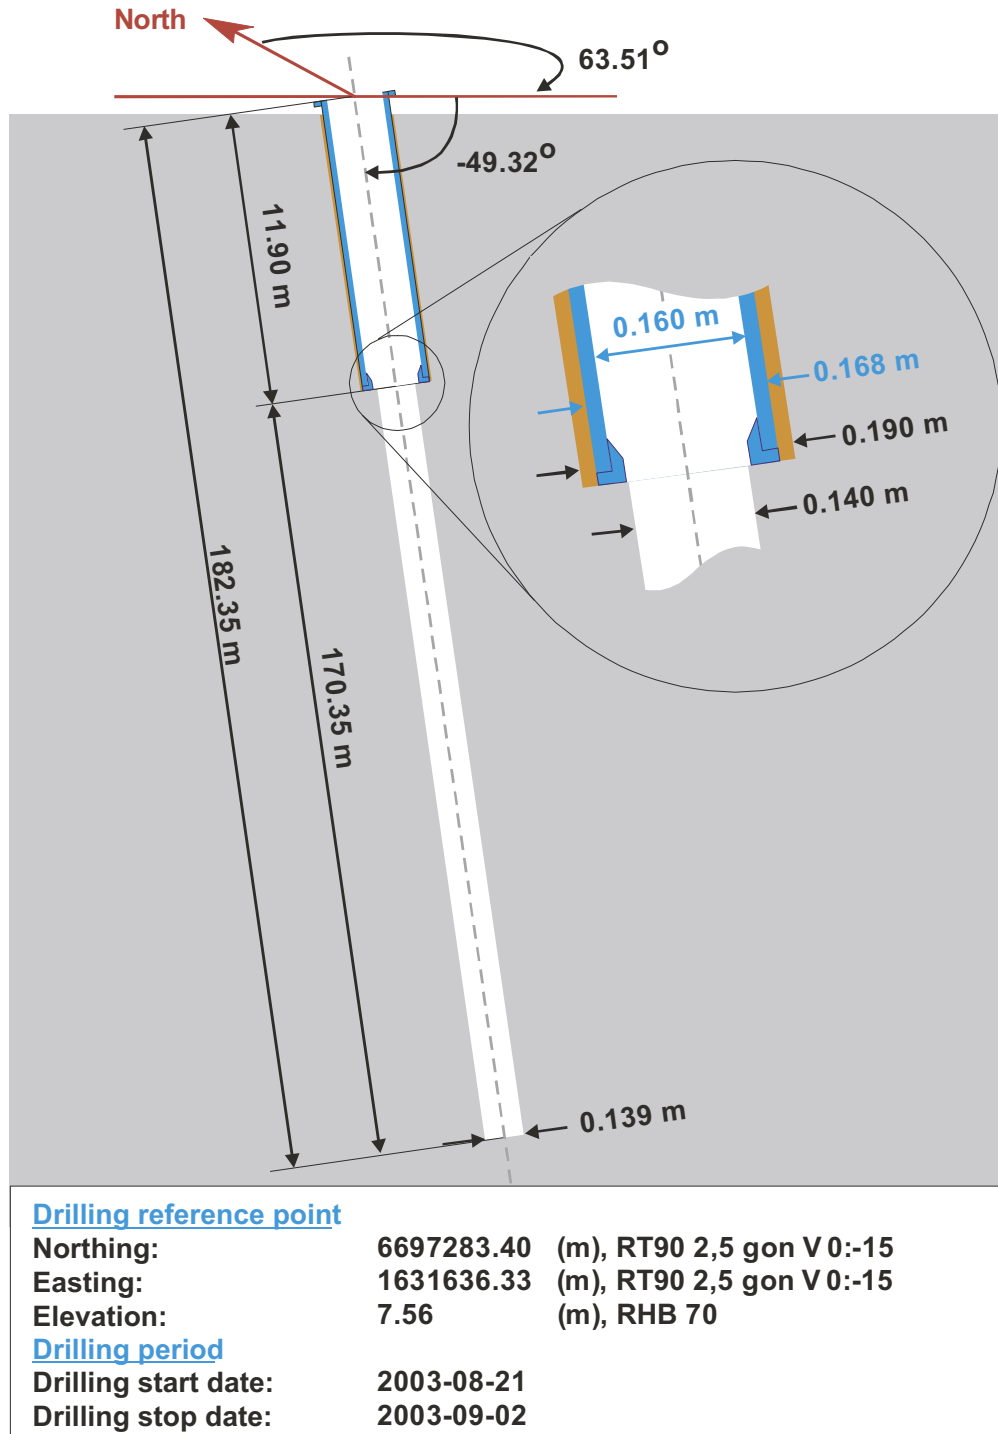 North
63.51°
-49.32°
11.90 m
0.160 m
0.168 m
0.190 m
0.140 m
182.35 m
170.35 m
0.139 m
Drilling reference point
Northing: 6697283.40 (m), RT90 2,5 gon V 0:-15
Easting: 1631636.33 (m), RT90 2,5 gon V 0:-15
Elevation: 7.56 (m), RHB 70
Drilling period
Drilling start date: 2003-08-21
Drilling stop date: 2003-09-02